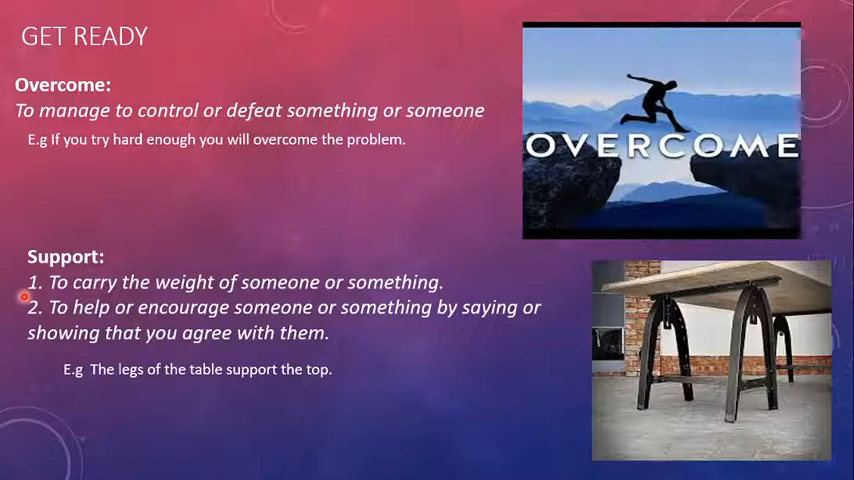 GET READY
Overcome:
To manage to control or defeat something or someone
E.g If you try hard enough you will overcome the problem.
OVERCOME
Support:
1. To carry the weight of someone or something.
2. To help or encourage someone or something by saying or
showing that you agree with them.
E.g  The legs of the table support the top.